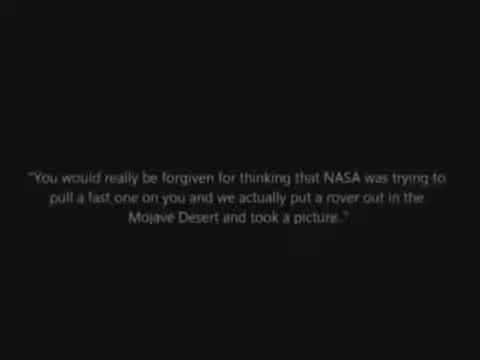 "You would really be forgiven for thinking that NASA was trying to
pull a fast one on you and we actually put a rover out in the
Mojave Desert and took a picture."